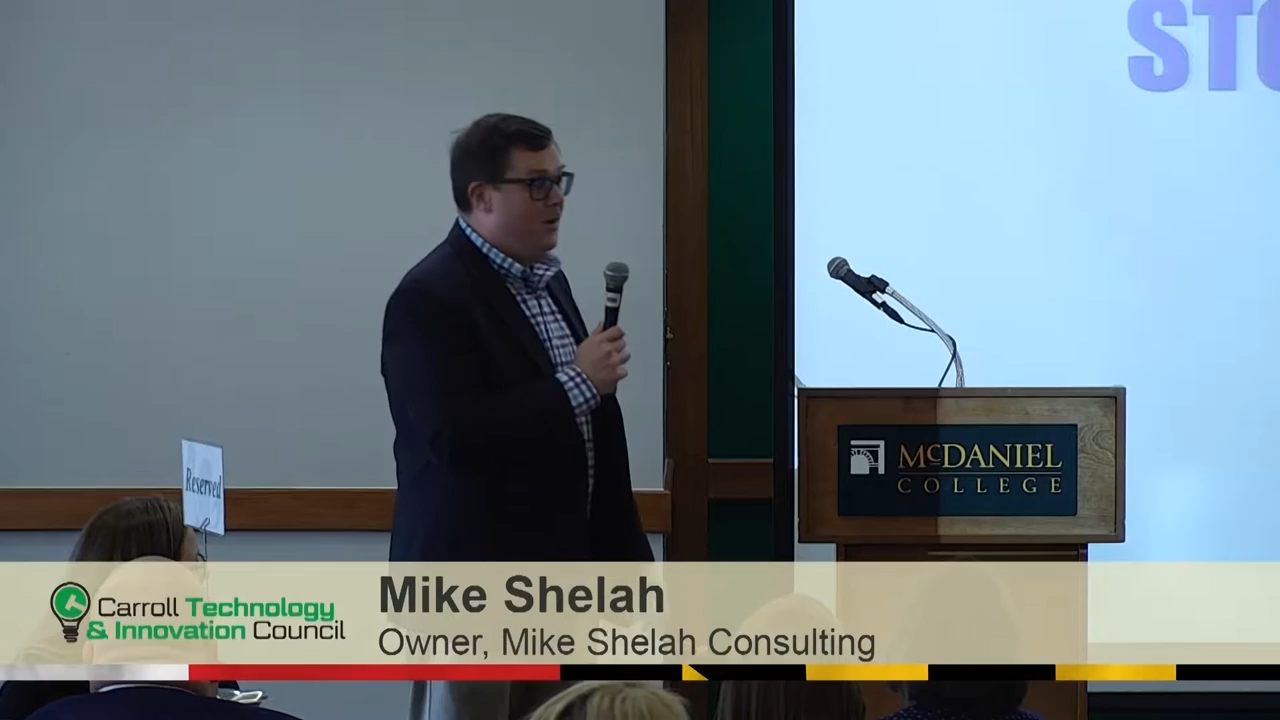 STO
Reserved
McDANIEL
COLLEGE
Carroll Technology
& Innovation Council
Mike Shelah
Owner, Mike Shelah Consulting